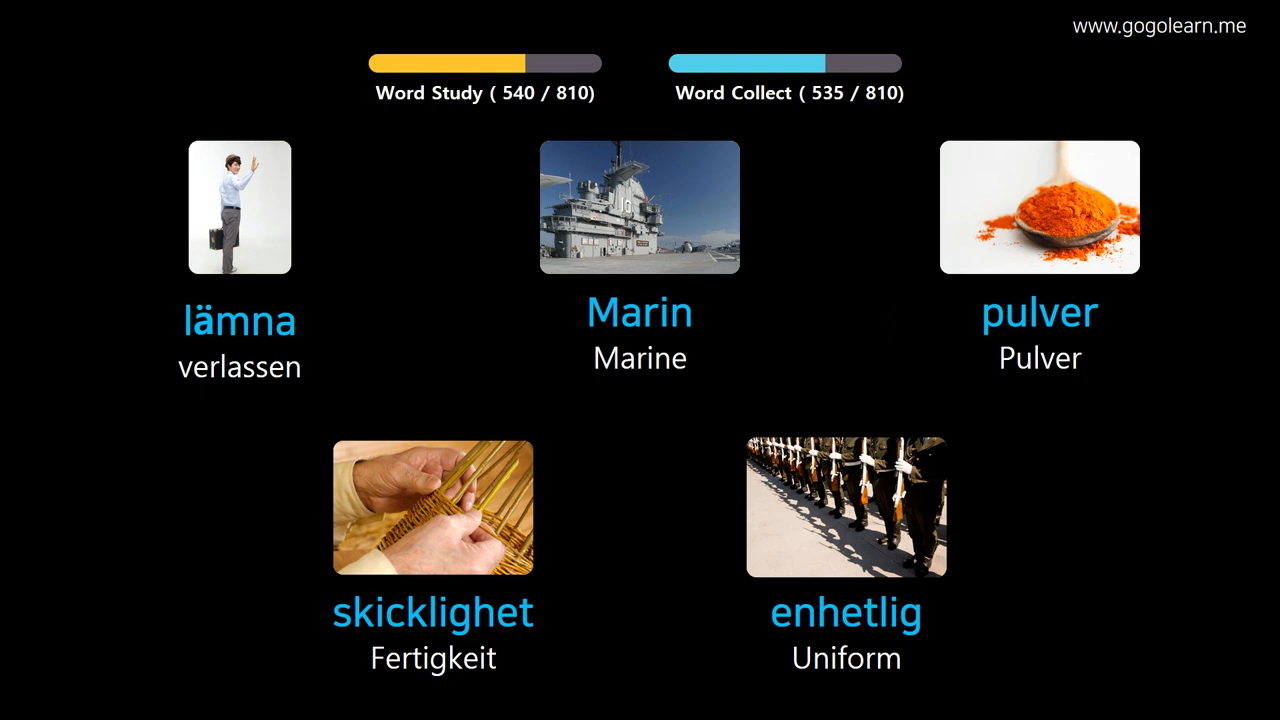 www.gogolearn.me
Word Study ( 540 / 810)
Word Collect ( 535 / 810)
lämna
verlassen
Marin
Marine
pulver
Pulver
skicklighet
Fertigkeit
enhetlig
Uniform